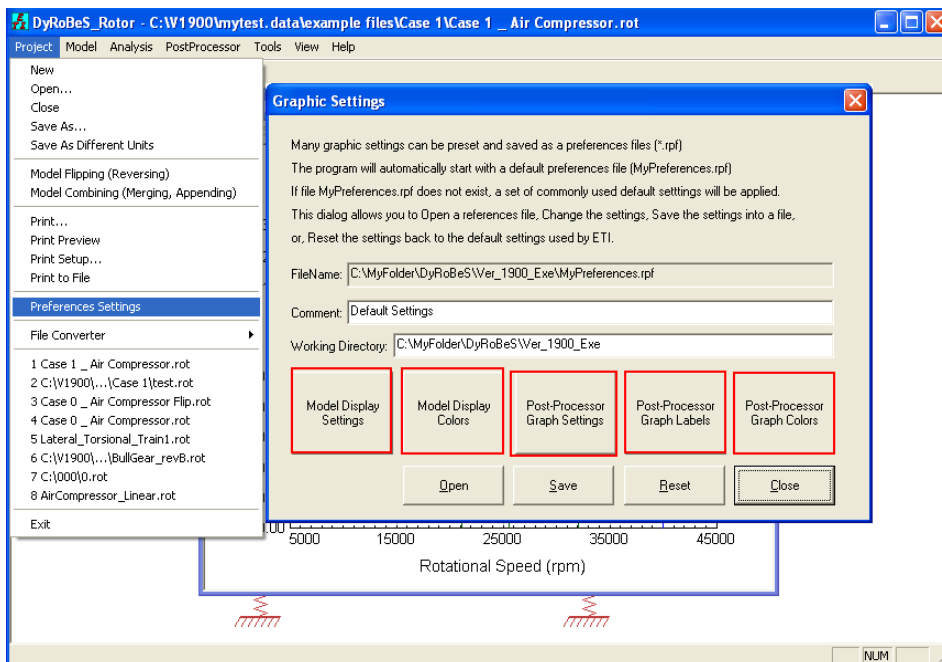 DyRoBeS_Rotor - C:\V1900\mytest.data\example files\Case 1\Case 1 _ Air Compressor.rot
Project Model Analysis PostProcessor Tools View Help
New
Open...
Close
Save As...
Save As Different Units
Model Flipping (Reversing)
Model Combining (Merging, Appending)
Print...
Print Preview
Print Setup...
Print to File
Preferences Settings
File Converter
1 Case 1 _ Air Compressor.rot
2 C:\V1900\...\Case 1\test.rot
3 Case 0 _ Air Compressor Flip.rot
4 Case 0 _ Air Compressor.rot
5 Lateral_Torsional_Train1.rot
6 C:\V1900\...\BullGear_revB.rot
7 C:\000\0.rot
8 AirCompressor_Linear.rot
Exit
Graphic Settings
Many graphic settings can be preset and saved as a preferences files (*.rpf)
The program will automatically start with a default preferences file (MyPreferences.rpf)
If file MyPreferences.rpf does not exist, a set of commonly used default setttings will be applied.
This dialog allows you to Open a references file, Change the settings, Save the settings into a file,
or, Reset the settings back to the default settings used by ETI.
FileName: C:\MyFolder\DyRoBeS\Ver_1900_Exe\MyPreferences.rpf
Comment: Default Settings
Working Directory: C:\MyFolder\DyRoBeS\Ver_1900_Exe
Model Display Settings
Model Display Colors
Post-Processor Graph Settings
Post-Processor Graph Labels
Post-Processor Graph Colors
Open Save Reset Close
5000 15000 25000 35000 45000
Rotational Speed (rpm)
NUM